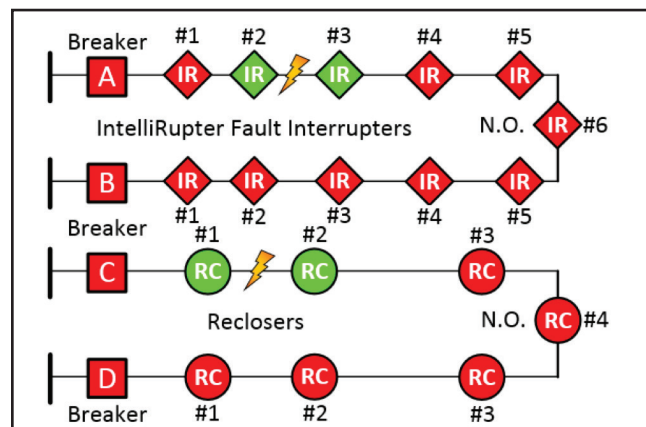 Breaker #1 #2 #3 #4 #5
A IR IR IR IR IR
IntelliRupter Fault Interrupters N.O. IR #6
B IR IR IR IR IR
Breaker #1 #2 #3 #4 #5
#1 #2 #3
C RC RC RC
Reclosers N.O. RC #4
D RC RC RC
Breaker #1 #2 #3